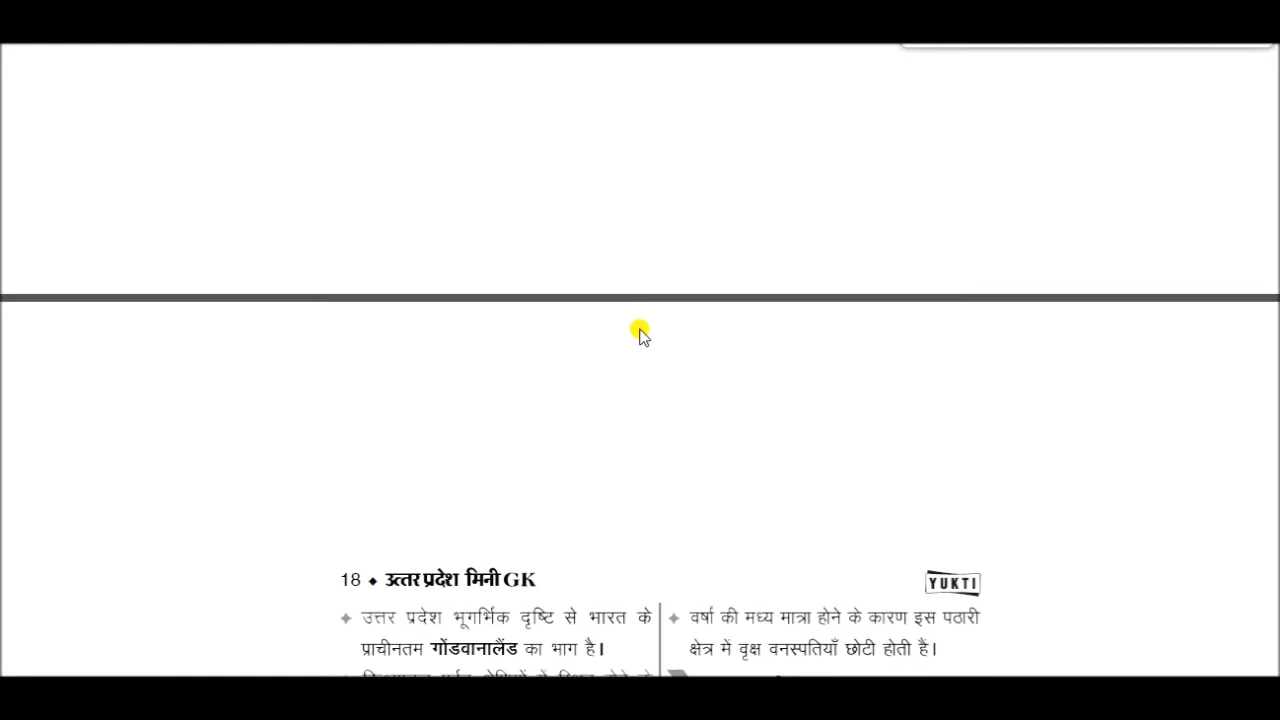 18 ◆ उत्तर प्रदेश मिनी GK
YUKTI
✦ उत्तर प्रदेश भूगर्भिक दृष्टि से भारत के
प्राचीनतम गोंडवानालैंड का भाग है।
✦ वर्षा की मध्य मात्रा होने के कारण इस पठारी
क्षेत्र में वृक्ष वनस्पतियाँ छोटी होती हैं।